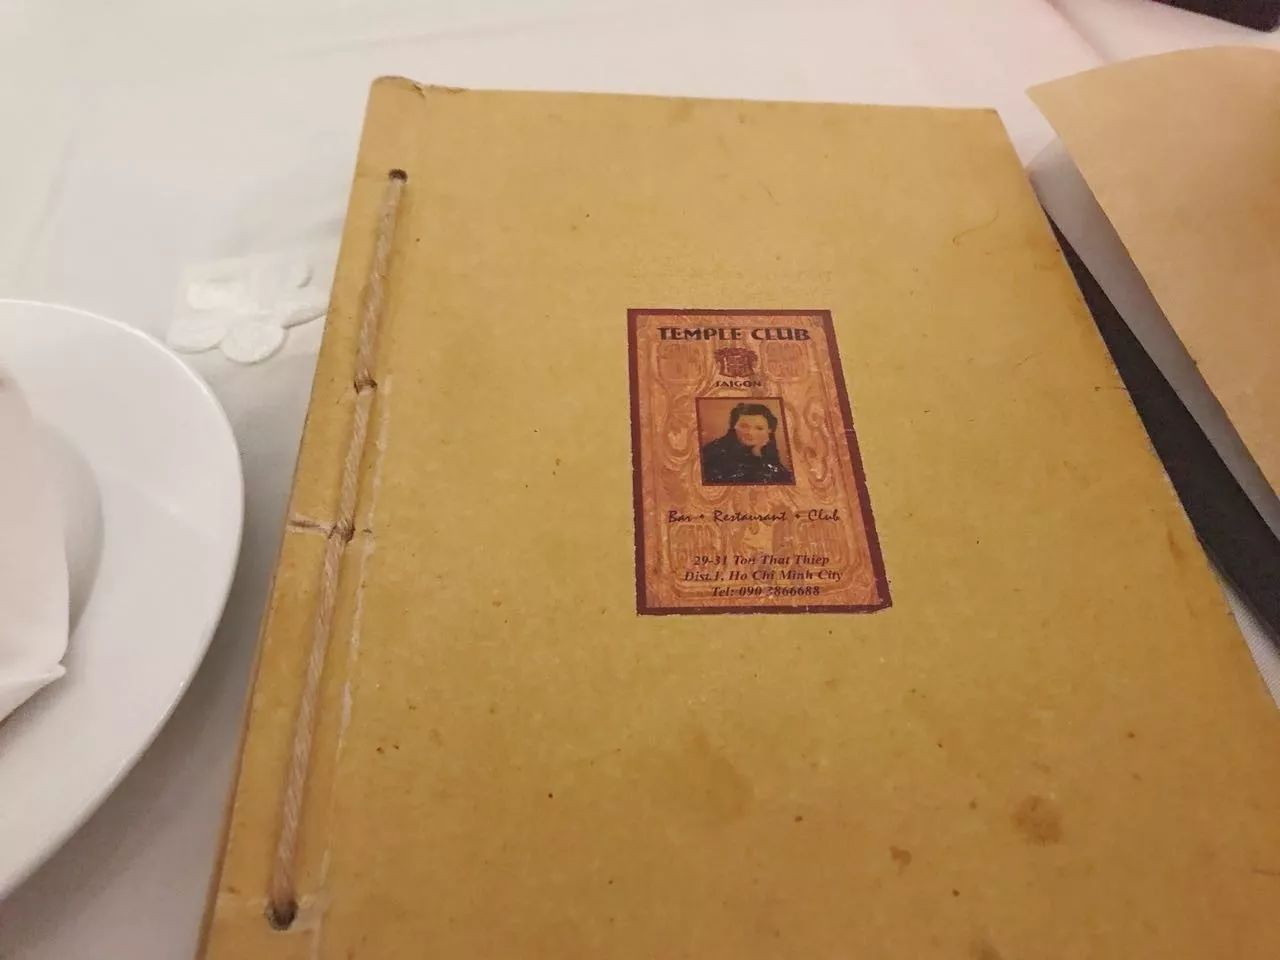 TEMPLE CLUB
SAIGON
Bar • Restaurant • Club
29-31 Ton That Thiep
Dist.1, Ho Chi Minh City
Tel: 090 3866688